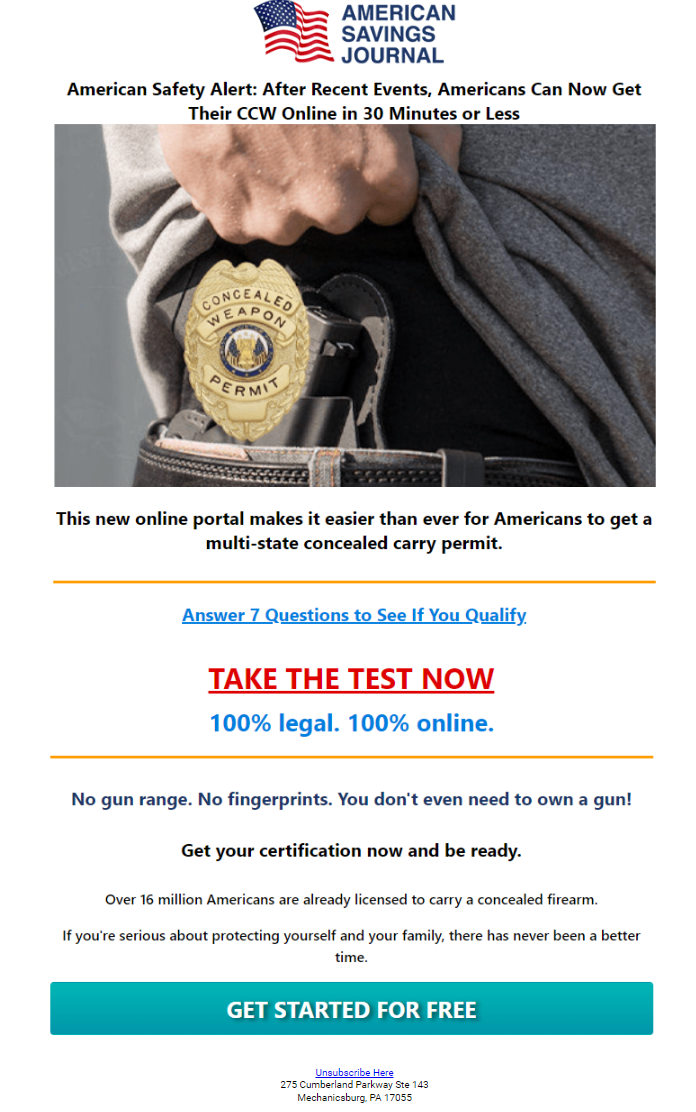 AMERICAN
SAVINGS
JOURNAL
American Safety Alert: After Recent Events, Americans Can Now Get
Their CCW Online in 30 Minutes or Less
CONCEALED
WEAPON
PERMIT
This new online portal makes it easier than ever for Americans to get a
multi-state concealed carry permit.
Answer 7 Questions to See If You Qualify
TAKE THE TEST NOW
100% legal. 100% online.
No gun range. No fingerprints. You don't even need to own a gun!
Get your certification now and be ready.
Over 16 million Americans are already licensed to carry a concealed firearm.
If you're serious about protecting yourself and your family, there has never been a better
time.
GET STARTED FOR FREE
Unsubscribe Here
275 Cumberland Parkway Ste 143
Mechanicsburg, PA 17055